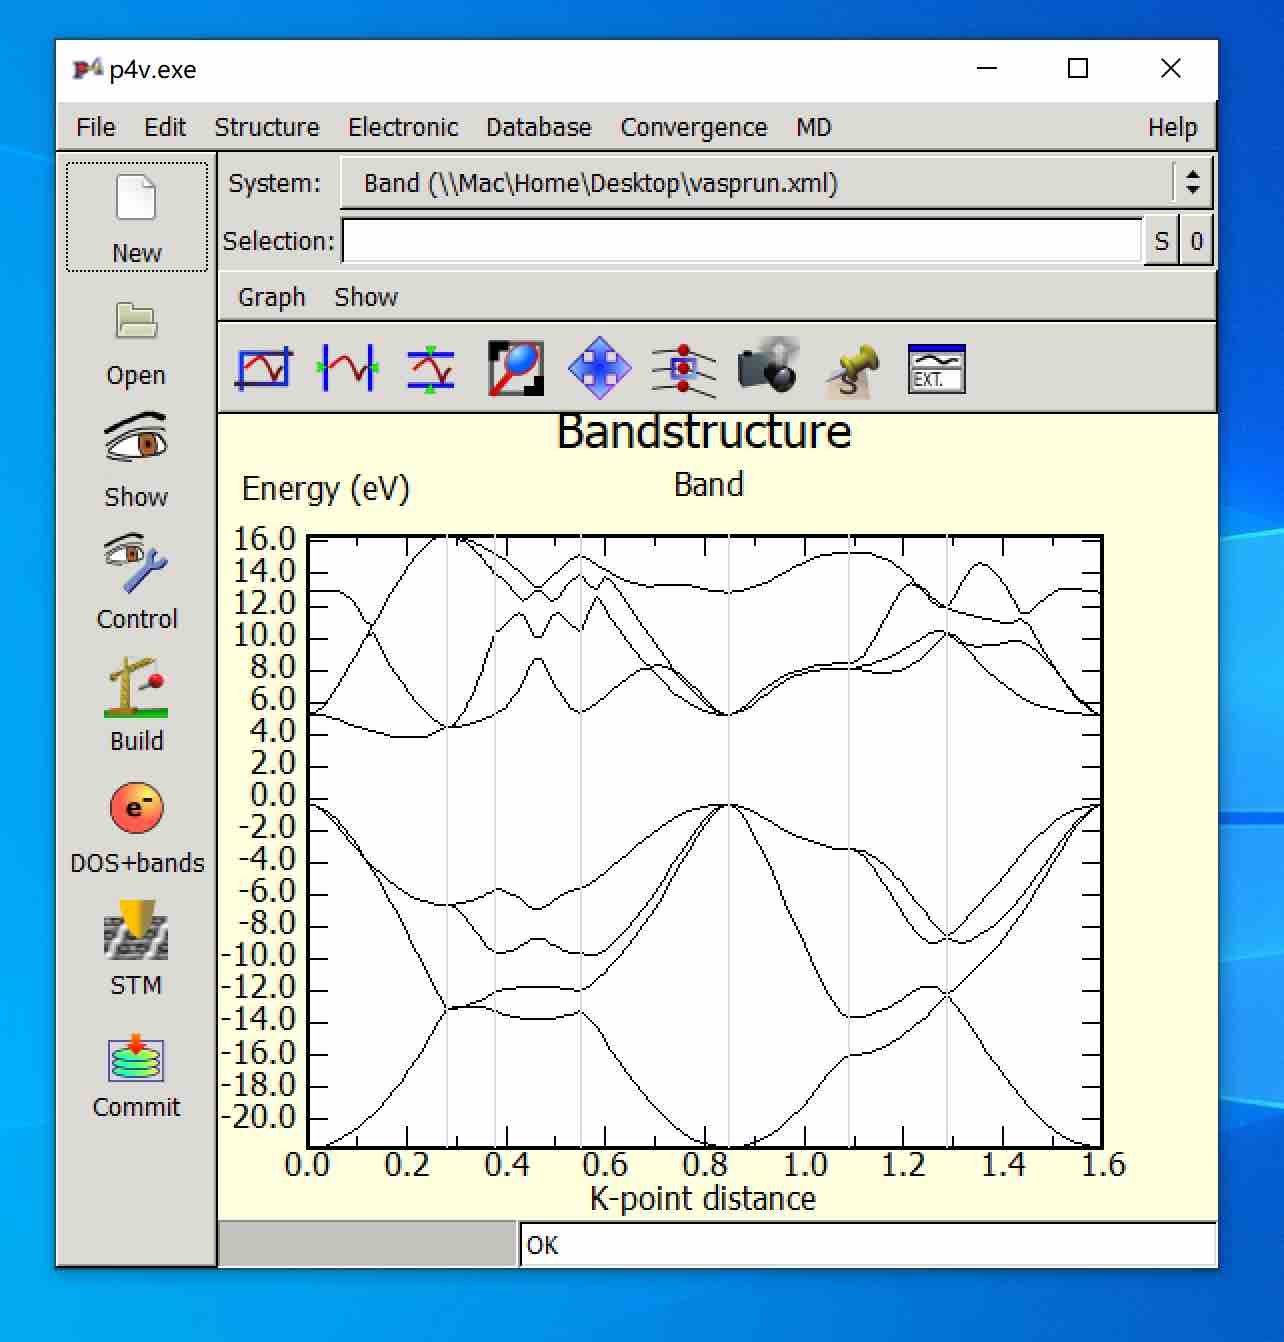 p4v.exe
File Edit Structure Electronic Database Convergence MD Help
New
Open
Show
Control
Build
e-
DOS+bands
STM
Commit
System: Band (\\Mac\Home\Desktop\vasprun.xml)
Selection: S 0
Graph Show
EXT.
Bandstructure
Energy (eV) Band
16.0
14.0
12.0
10.0
8.0
6.0
4.0
2.0
0.0
-2.0
-4.0
-6.0
-8.0
-10.0
-12.0
-14.0
-16.0
-18.0
-20.0
0.0 0.2 0.4 0.6 0.8 1.0 1.2 1.4 1.6
K-point distance
OK